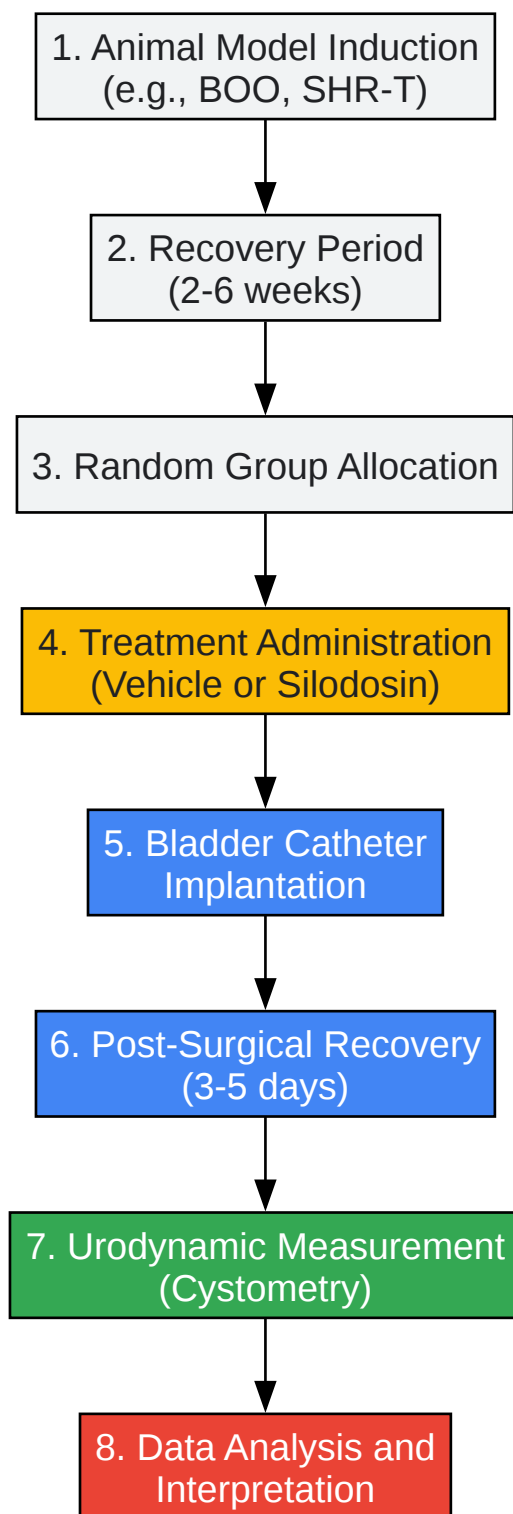 1. Animal Model Induction
(e.g., BOO, SHR-T)
2. Recovery Period
(2-6 weeks)
3. Random Group Allocation
4. Treatment Administration
(Vehicle or Silodosin)
5. Bladder Catheter
Implantation
6. Post-Surgical Recovery
(3-5 days)
7. Urodynamic Measurement
(Cystometry)
8. Data Analysis and
Interpretation